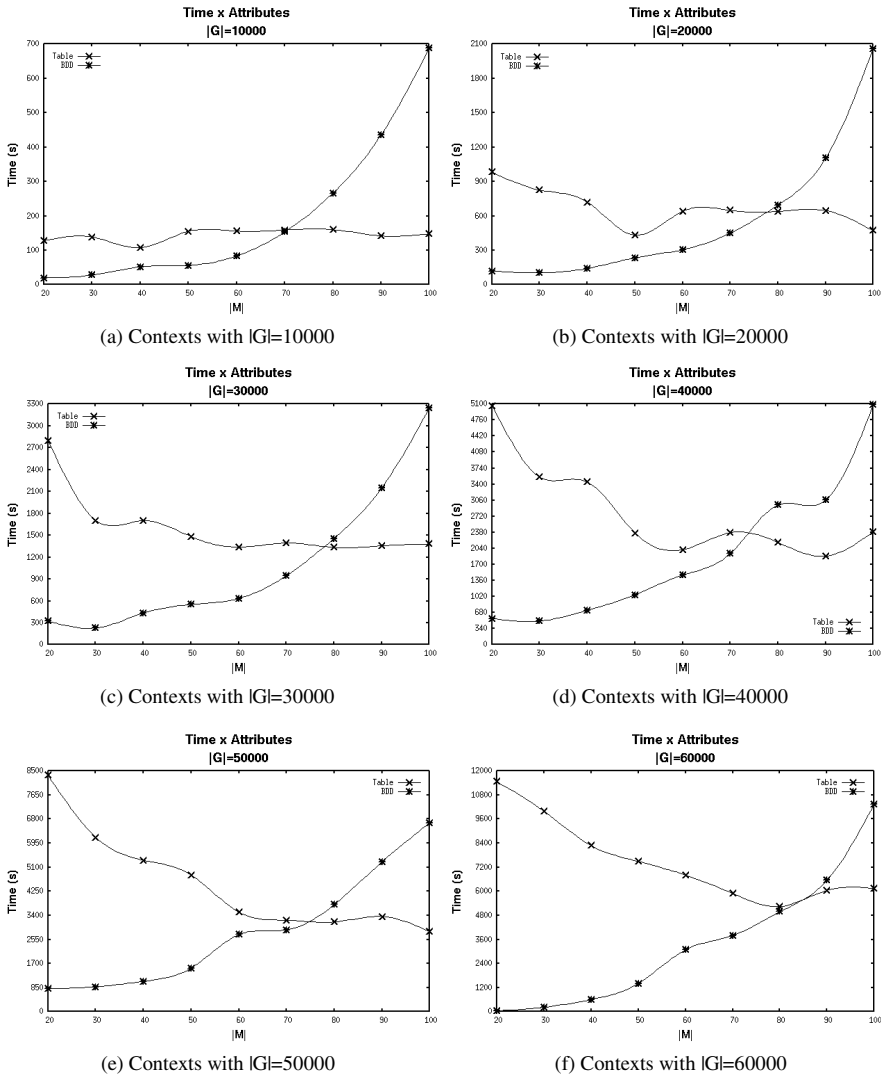 Time x Attributes
|G|=10000
Table
BDD
700
600
500
400
300
200
100
0
Time (s)
20 30 40 50 60 70 80 90 100
|M|
(a) Contexts with |G|=10000
Time x Attributes
|G|=20000
Table
BDD
2100
1800
1500
1200
900
600
300
0
Time (s)
20 30 40 50 60 70 80 90 100
|M|
(b) Contexts with |G|=20000
Time x Attributes
|G|=30000
Table
BDD
3300
3000
2700
2400
2100
1800
1500
1200
900
600
300
0
Time (s)
20 30 40 50 60 70 80 90 100
|M|
(c) Contexts with |G|=30000
Time x Attributes
|G|=40000
5100
4760
4420
4080
3740
3400
3060
2720
2380
2040
1700
1360
1020
680
340
0
Time (s)
Table
BDD
20 30 40 50 60 70 80 90 100
|M|
(d) Contexts with |G|=40000
Time x Attributes
|G|=50000
Table
BDD
8500
7650
6800
5950
5100
4250
3400
2550
1700
850
0
Time (s)
20 30 40 50 60 70 80 90 100
|M|
(e) Contexts with |G|=50000
Time x Attributes
|G|=60000
Table
BDD
12000
10800
9600
8400
7200
6000
4800
3600
2400
1200
0
Time (s)
20 30 40 50 60 70 80 90 100
|M|
(f) Contexts with |G|=60000